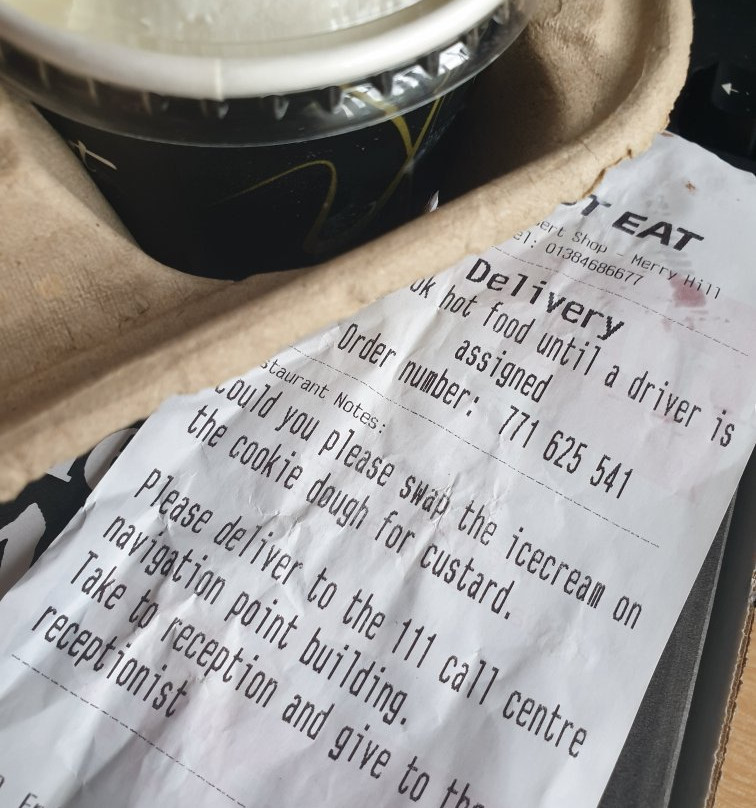 T EAT
ert Shop - Merry Hill
el: 01384686677
Delivery
ok hot food until a driver is
assigned
Order number: 771 625 541
staurant Notes:
Could you please swap the icecream on
the cookie dough for custard.
Please deliver to the 111 call centre
navigation point building.
Take to reception and give to the
receptionist